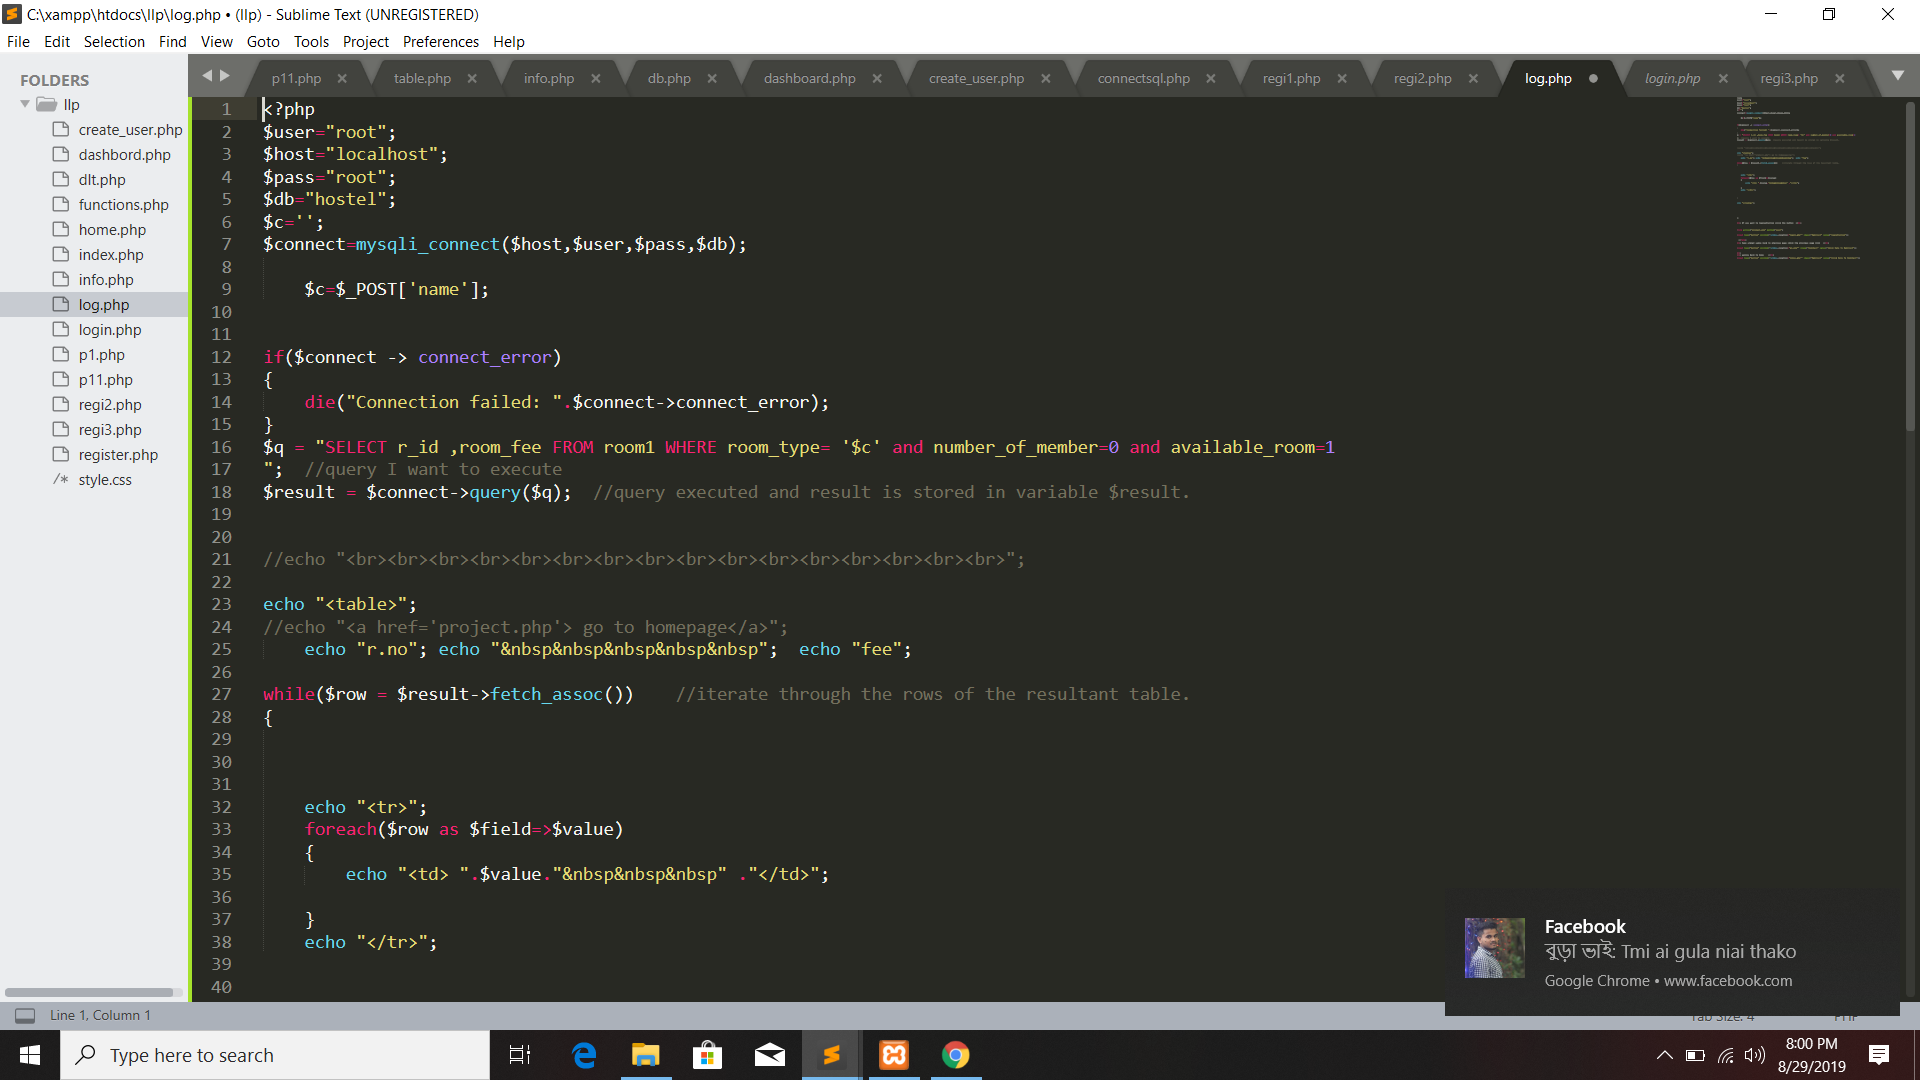 C:\xampp\htdocs\llp\log.php • (llp) - Sublime Text (UNREGISTERED)
File Edit Selection Find View Goto Tools Project Preferences Help
FOLDERS
llp
create_user.php
dashbord.php
dlt.php
functions.php
home.php
index.php
info.php
log.php
login.php
p1.php
p11.php
regi2.php
regi3.php
register.php
/* style.css
p11.php table.php info.php db.php dashboard.php create_user.php connectsql.php regi1.php regi2.php log.php login.php regi3.php
1 <?php
2 $user="root";
3 $host="localhost";
4 $pass="root";
5 $db="hostel";
6 $c='';
7 $connect=mysqli_connect($host,$user,$pass,$db);
8
9 $c=$_POST['name'];
10
11
12 if($connect -> connect_error)
13 {
14 die("Connection failed: ".$connect->connect_error);
15 }
16 $q = "SELECT r_id ,room_fee FROM room1 WHERE room_type= '$c' and number_of_member=0 and available_room=1
17 "; //query I want to execute
18 $result = $connect->query($q); //query executed and result is stored in variable $result.
19
20
21 //echo "<br><br><br><br><br><br><br><br><br><br><br><br><br><br><br><br>";
22
23 echo "<table>";
24 //echo "<a href='project.php'> go to homepage</a>";
25 echo "r.no"; echo "&nbsp&nbsp&nbsp&nbsp&nbsp"; echo "fee";
26
27 while($row = $result->fetch_assoc()) //iterate through the rows of the resultant table.
28 {
29
30
31
32 echo "<tr>";
33 foreach($row as $field=>$value)
34 {
35 echo "<td> ".$value."&nbsp&nbsp&nbsp" ."</td>";
36
37 }
38 echo "</tr>";
39
40
Facebook
বুড়া ভাই: Tmi ai gula niai thako
Google Chrome • www.facebook.com
Line 1, Column 1
Tab Size: 4 PHP
Type here to search
8:00 PM
8/29/2019